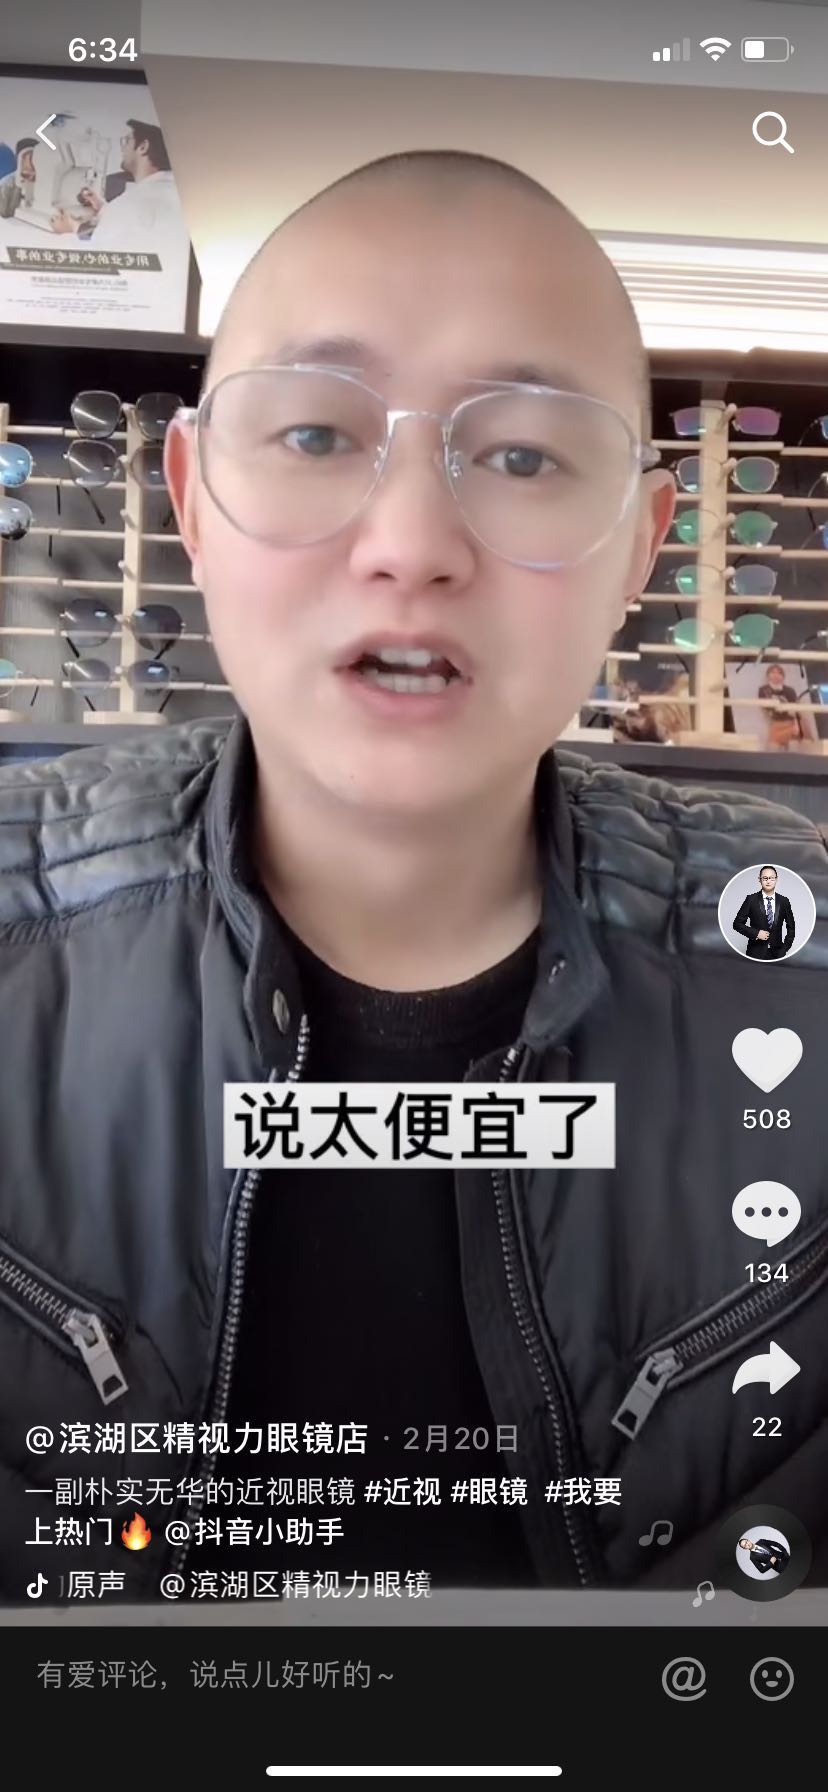 6:34
用专业的心做专业的事
说太便宜了
508
134
22
@滨湖区精视力眼镜店 · 2月20日
一副朴实无华的近视眼镜 #近视 #眼镜 #我要
上热门🔥 @抖音小助手
原声 @滨湖区精视力眼镜
有爱评论，说点儿好听的~